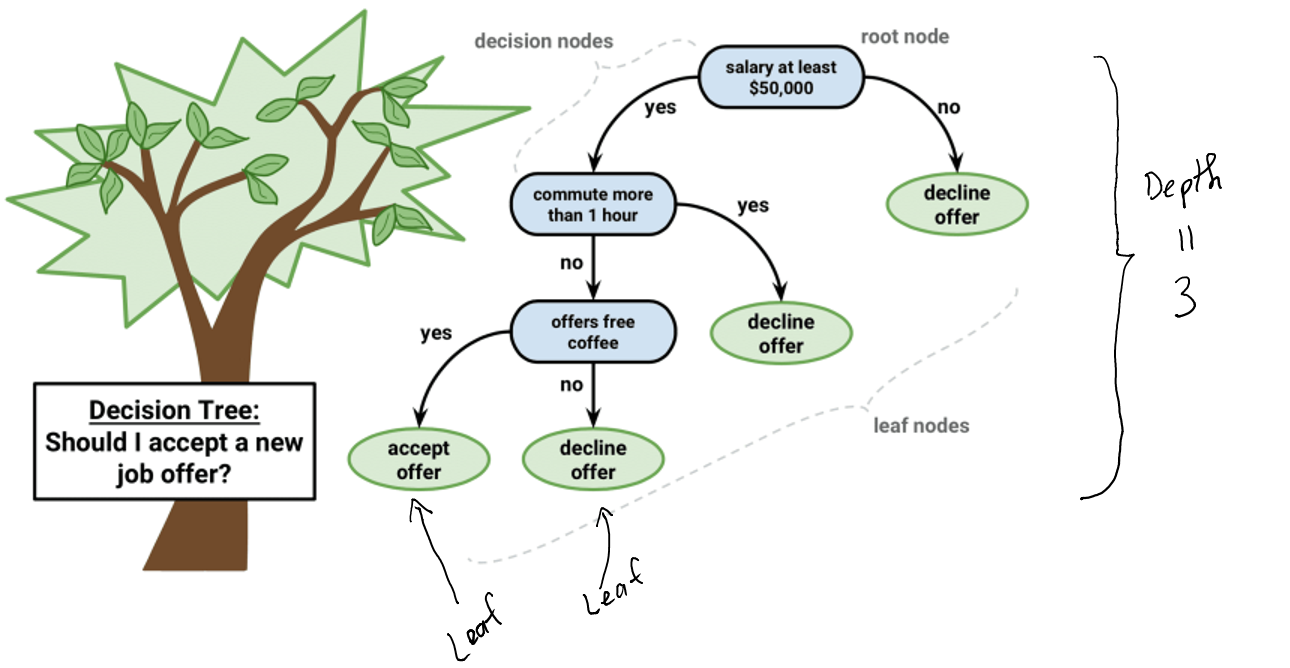 decision nodes
root node
salary at least
$50,000
yes
no
commute more
than 1 hour
yes
decline
offer
no
offers free
coffee
decline
offer
yes
no
accept
offer
decline
offer
leaf nodes
Decision Tree:
Should I accept a new
job offer?
Depth
=
3
Leaf
Leaf